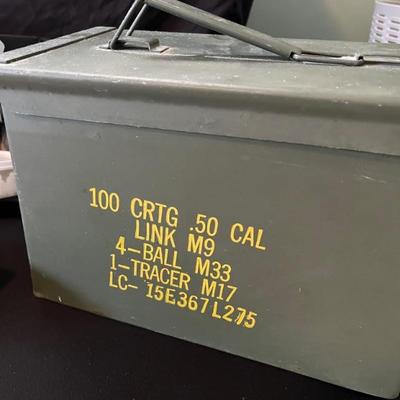 100 CRTG .50 CAL
LINK M9
4-BALL M33
1-TRACER M17
LC- 15E367L275